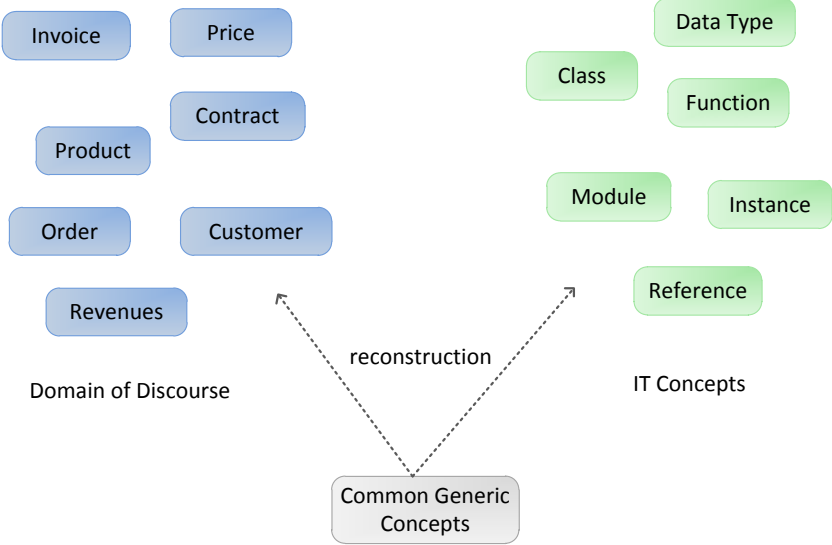 Invoice
Price
Contract
Product
Order
Customer
Revenues
Domain of Discourse
Data Type
Class
Function
Module
Instance
Reference
IT Concepts
reconstruction
Common Generic
Concepts